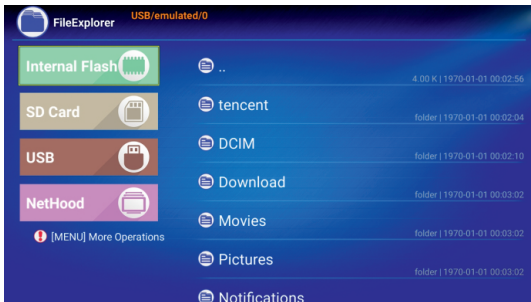 FileExplorer
USB/emulated/0
Internal Flash
SD Card
USB
NetHood
[MENU] More Operations
..
4.00 K | 1970-01-01 00:02:56
tencent
folder | 1970-01-01 00:02:04
DCIM
folder | 1970-01-01 00:02:10
Download
folder | 1970-01-01 00:03:02
Movies
folder | 1970-01-01 00:03:02
Pictures
folder | 1970-01-01 00:03:02
Notifications